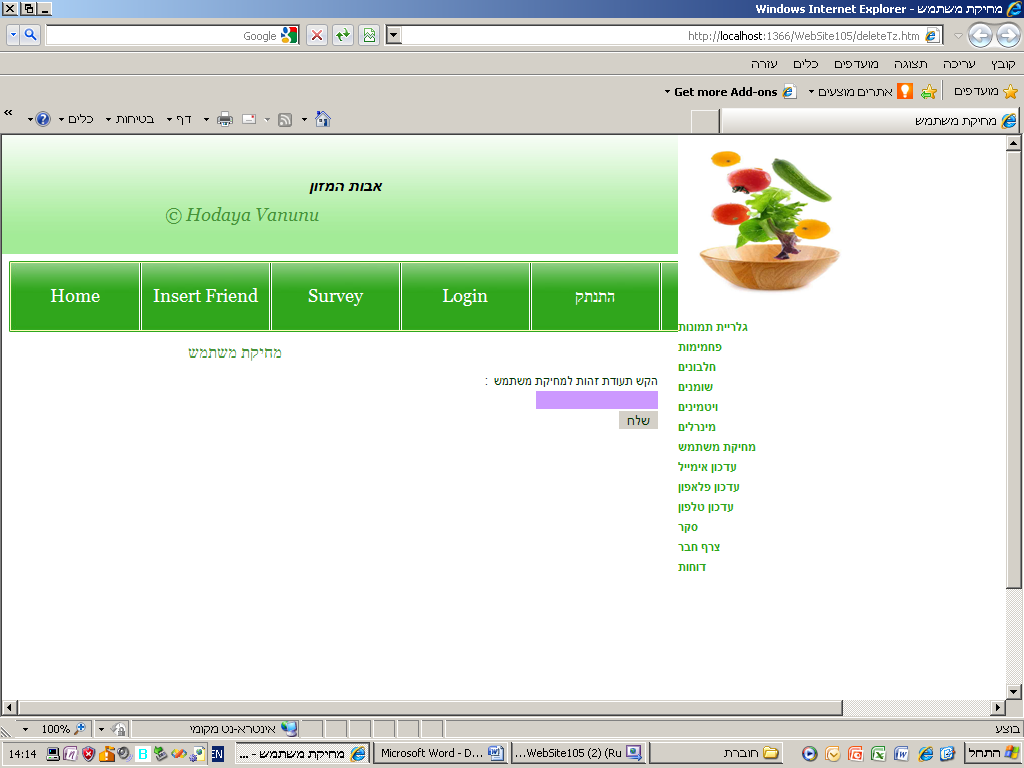 מחיקת משתמש - Windows Internet Explorer
http://localhost:1366/WebSite105/deleteTz.htm
Google
קובץ עריכה תצוגה מועדפים כלים עזרה
מועדפים אתרים מוצעים Get more Add-ons
מחיקת משתמש
דף בטיחות כלים
אבות המזון
© Hodaya Vanunu
Home Insert Friend Survey Login התנתק
גלריית תמונות
פחמימות
חלבונים
שומנים
ויטמינים
מינרלים
מחיקת משתמש
עדכון אימייל
עדכון פלאפון
עדכון טלפון
סקר
צרף חבר
דוחות
מחיקת משתמש
הקש תעודת זהות למחיקת משתמש :
שלח
בוצע
אינטרא-נט מקומי
100%
התחל
חוברת
...WebSite105 (2) (Ru
Microsoft Word - D...
מחיקת משתמש - ...
EN
14:14